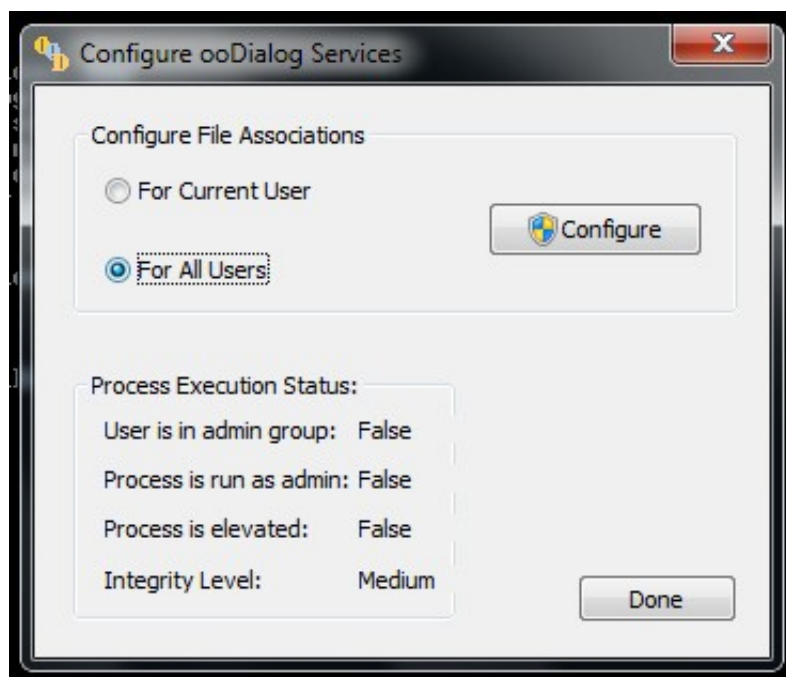 Configure ooDialog Services
Configure File Associations
For Current User
Configure
For All Users
Process Execution Status:
User is in admin group: False
Process is run as admin: False
Process is elevated: False
Integrity Level: Medium
Done